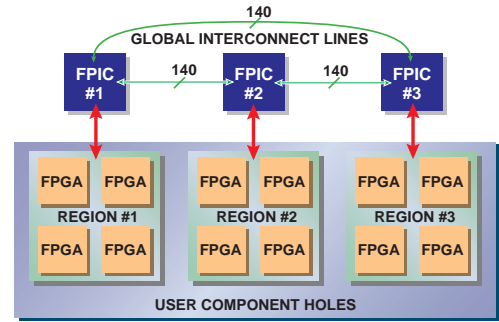 140
GLOBAL INTERCONNECT LINES
FPIC #1
140
FPIC #2
140
FPIC #3
FPGA FPGA
REGION #1
FPGA FPGA
FPGA FPGA
REGION #2
FPGA FPGA
FPGA FPGA
REGION #3
FPGA FPGA
USER COMPONENT HOLES